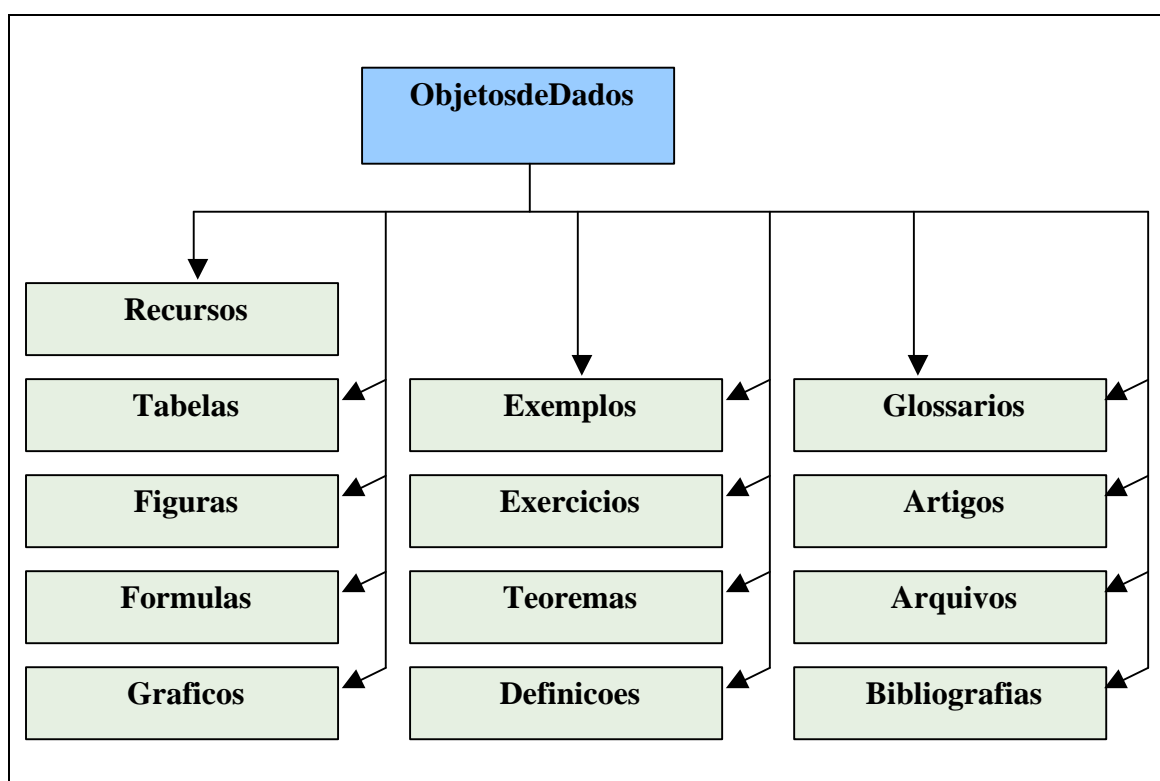 ObjetosdeDados
Recursos
Tabelas
Exemplos
Glossarios
Figuras
Exercicios
Artigos
Formulas
Teoremas
Arquivos
Graficos
Definicoes
Bibliografias